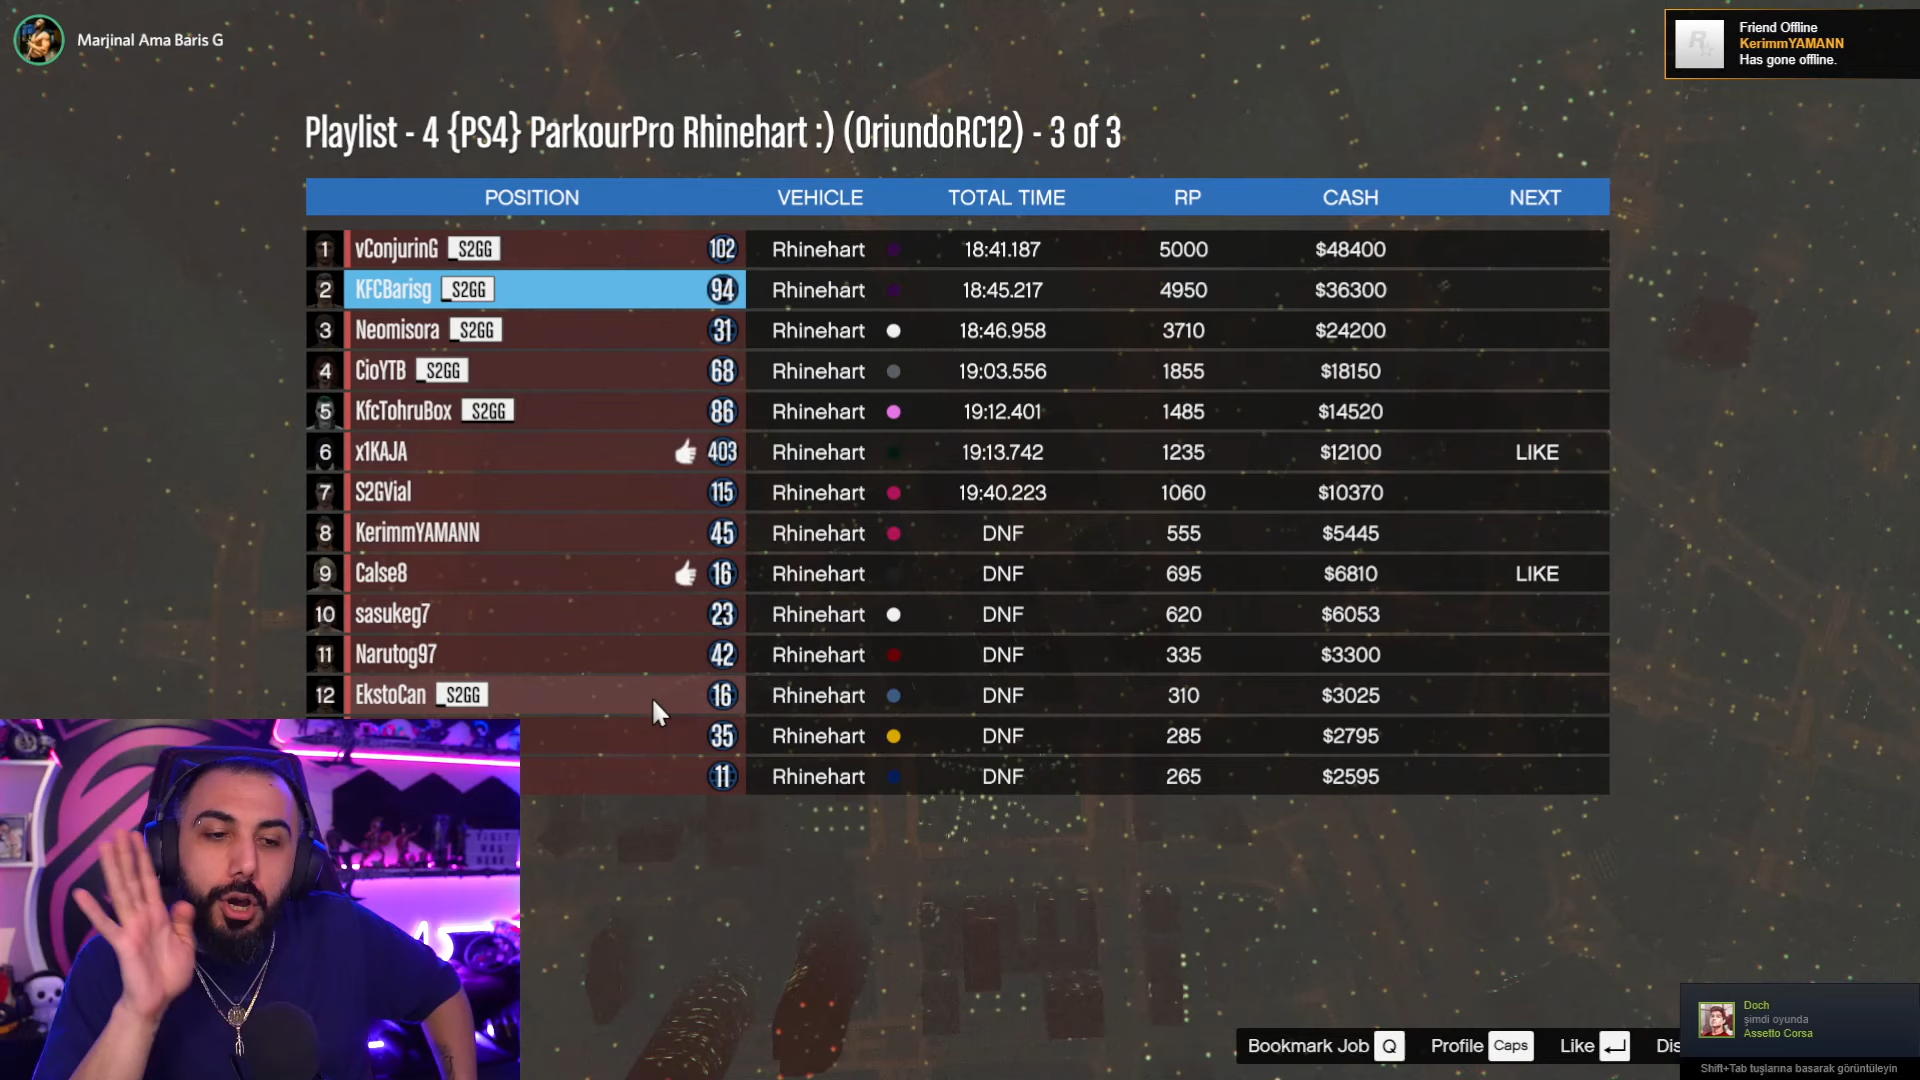 Marjinal Ama Baris G
Friend Offline
KerimmYAMANN
Has gone offline.
Playlist - 4 {PS4} ParkourPro Rhinehart :) (OriundoRC12) - 3 of 3
POSITION VEHICLE TOTAL TIME RP CASH NEXT
1 vConjurinG S2GG 102 Rhinehart 18:41.187 5000 $48400
2 KFCBarisg S2GG 94 Rhinehart 18:45.217 4950 $36300
3 Neomisora S2GG 31 Rhinehart 18:46.958 3710 $24200
4 CioYTB S2GG 68 Rhinehart 19:03.556 1855 $18150
5 KfcTohruBox S2GG 86 Rhinehart 19:12.401 1485 $14520
6 x1KAJA 403 Rhinehart 19:13.742 1235 $12100 LIKE
7 S2GVial 115 Rhinehart 19:40.223 1060 $10370
8 KerimmYAMANN 45 Rhinehart DNF 555 $5445
9 Calse8 16 Rhinehart DNF 695 $6810 LIKE
10 sasukeg7 23 Rhinehart DNF 620 $6053
11 Narutog97 42 Rhinehart DNF 335 $3300
12 EkstoCan S2GG 16 Rhinehart DNF 310 $3025
35 Rhinehart DNF 285 $2795
11 Rhinehart DNF 265 $2595
Bookmark Job Q Profile Caps Like Dis
Doch
şimdi oyunda
Assetto Corsa
Shift+Tab tuşlarına basarak görüntüleyin